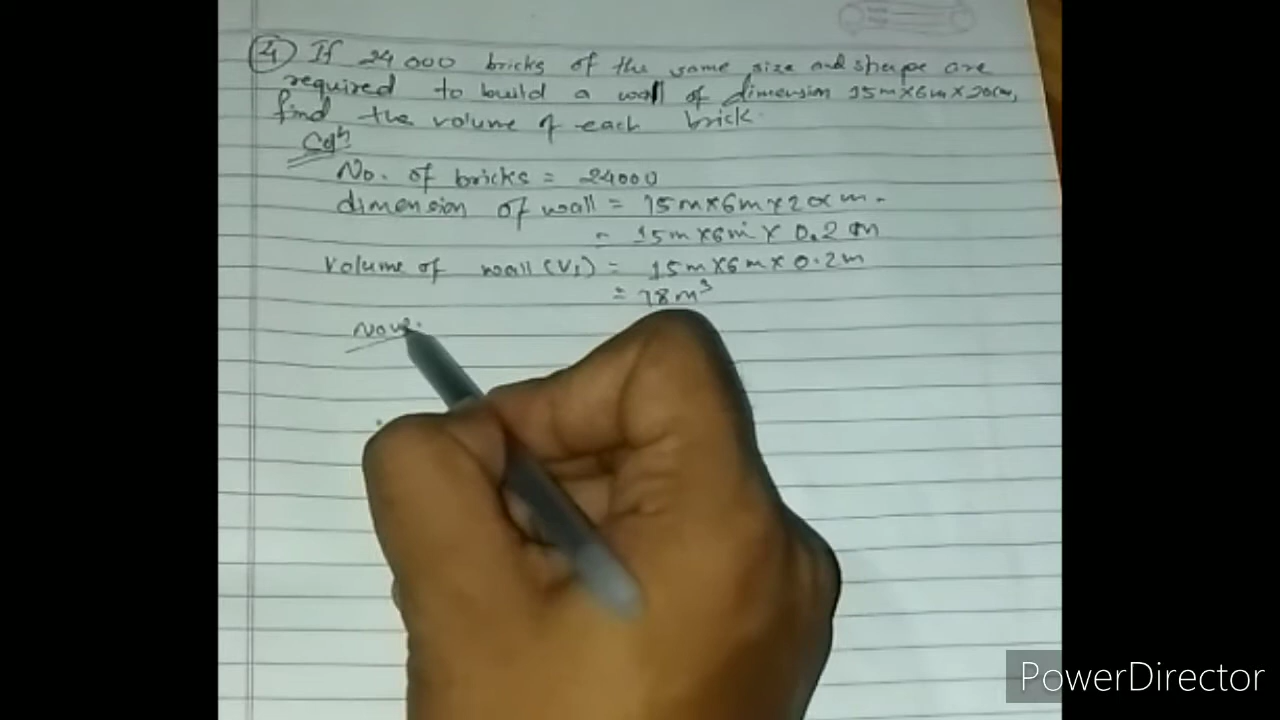 4 If 24000 bricks of the same size and shape are
required to build a wall of dimension 15m×6m×20cm,
find the volume of each brick.
Solⁿ
No. of bricks = 24000
dimension of wall = 15m×6m×20cm.
= 15m×6m × 0.2m
volume of wall (V₁) = 15m×6m×0.2m
= 18m³
Now.
PowerDirector